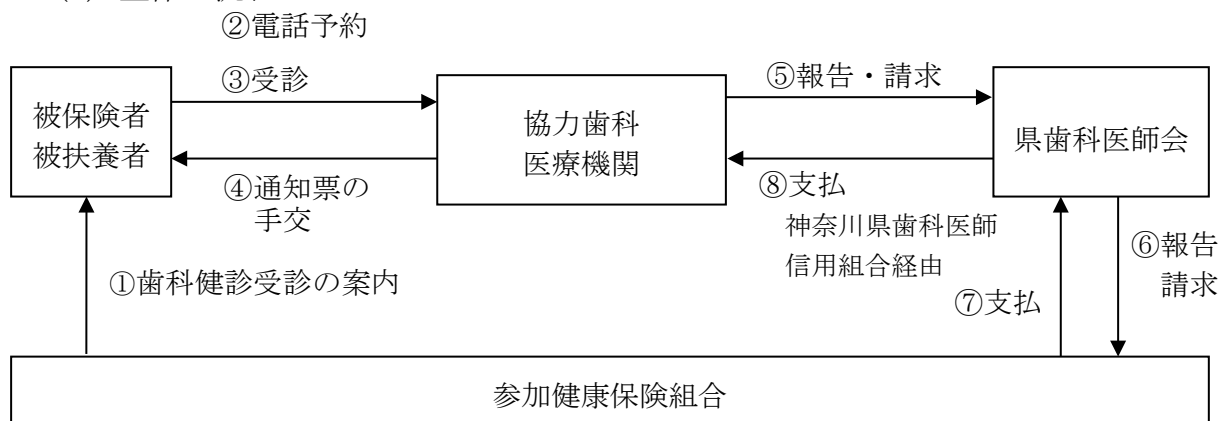 ②電話予約
③受診
被保険者
被扶養者
④通知票の
手交
協力歯科
医療機関
⑤報告・請求
⑧支払
神奈川県歯科医師
信用組合経由
県歯科医師会
⑥報告
請求
⑦支払
①歯科健診受診の案内
参加健康保険組合